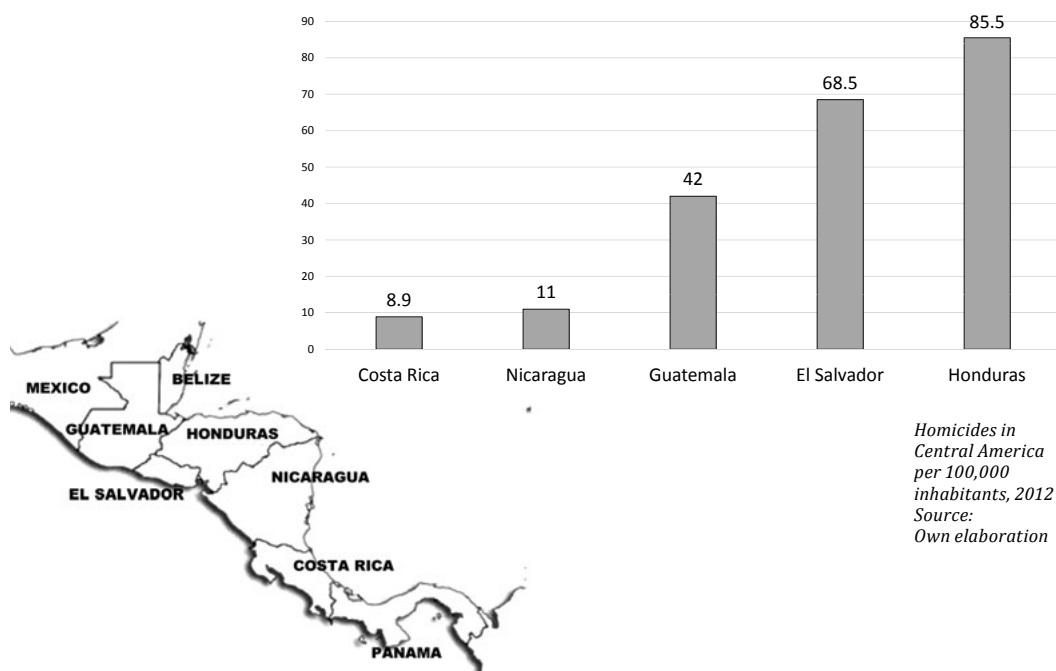 90
80
70
60
50
40
30
20
10
0
8.9
11
42
68.5
85.5
Costa Rica
Nicaragua
Guatemala
El Salvador
Honduras
MEXICO
BELIZE
GUATEMALA
HONDURAS
NICARAGUA
EL SALVADOR
COSTA RICA
PANAMA
Homicides in
Central America
per 100,000
inhabitants, 2012
Source:
Own elaboration